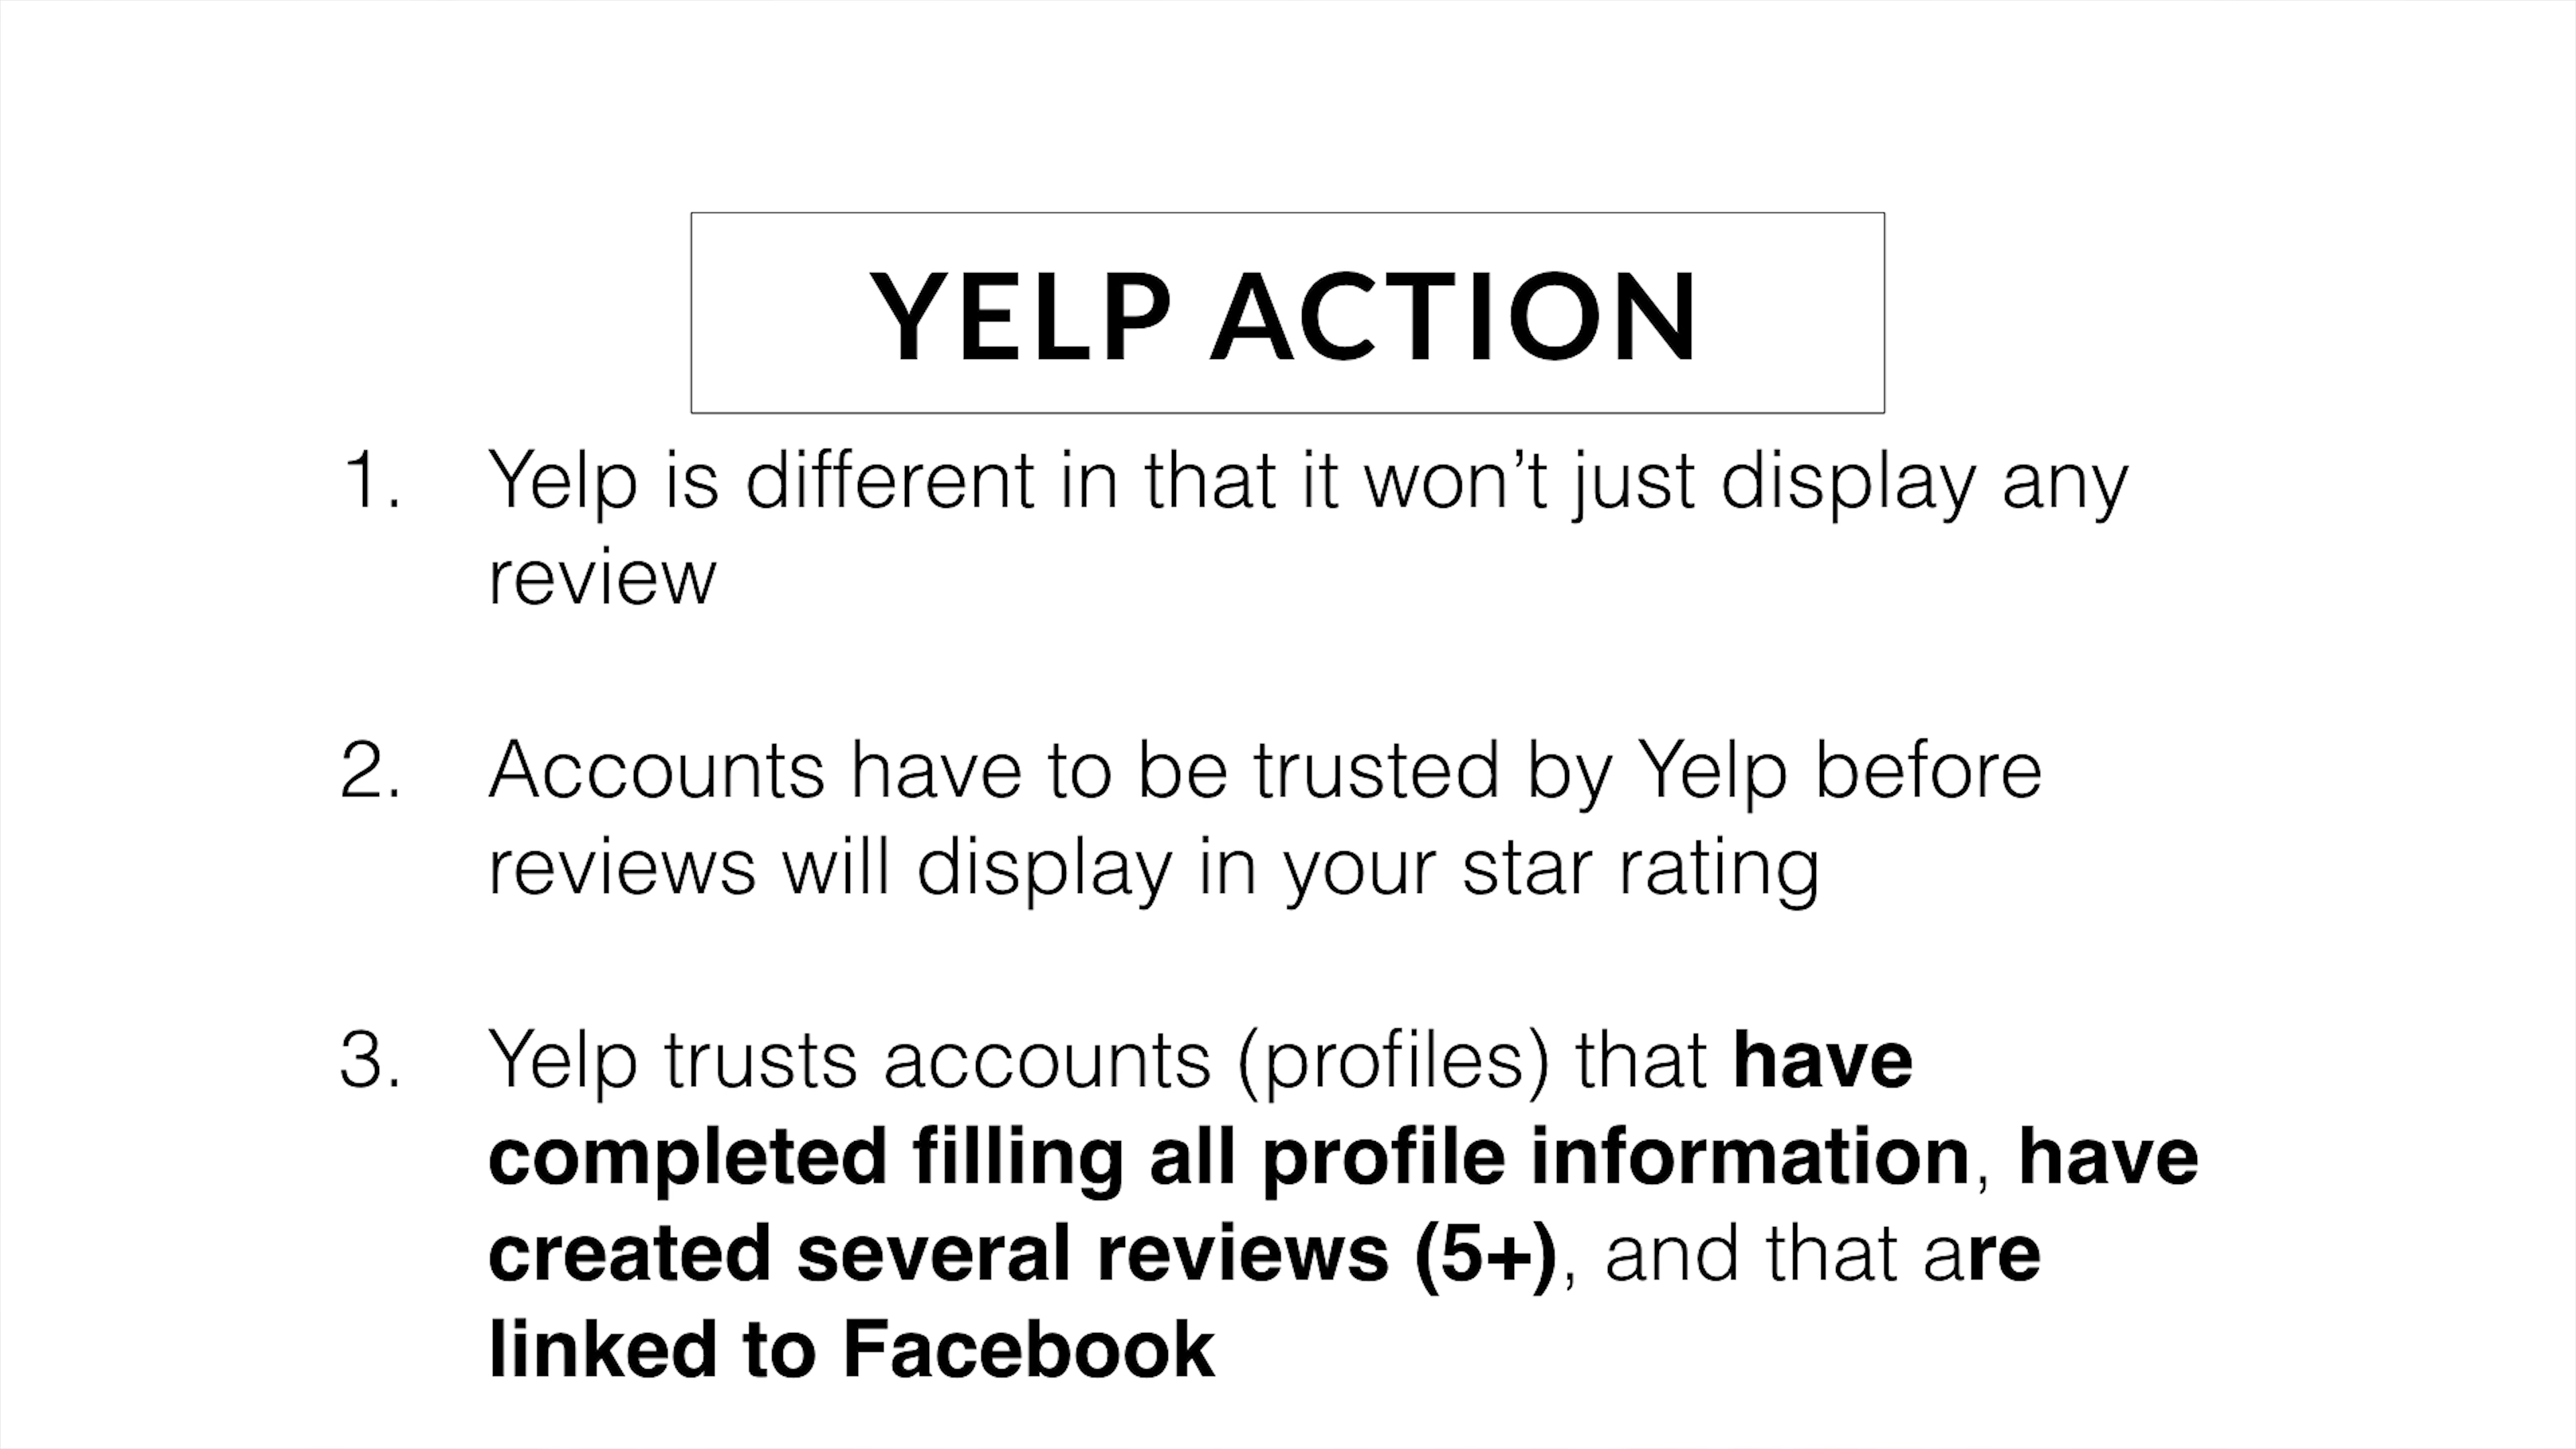 YELP ACTION
1. Yelp is different in that it won’t just display any
review
2. Accounts have to be trusted by Yelp before
reviews will display in your star rating
3. Yelp trusts accounts (profiles) that have
completed filling all profile information, have
created several reviews (5+), and that are
linked to Facebook